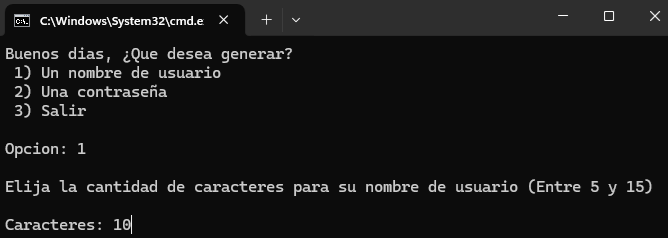 C:\Windows\System32\cmd.e
Buenos dias, ¿Que desea generar?
1) Un nombre de usuario
2) Una contraseña
3) Salir
Opcion: 1
Elija la cantidad de caracteres para su nombre de usuario (Entre 5 y 15)
Caracteres: 10